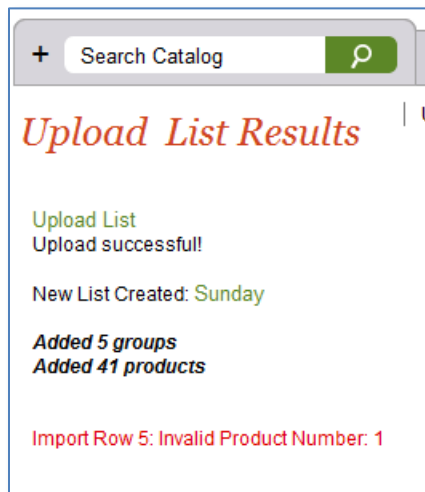 + Search Catalog
Upload List Results
Upload List
Upload successful!
New List Created: Sunday
Added 5 groups
Added 41 products
Import Row 5: Invalid Product Number: 1